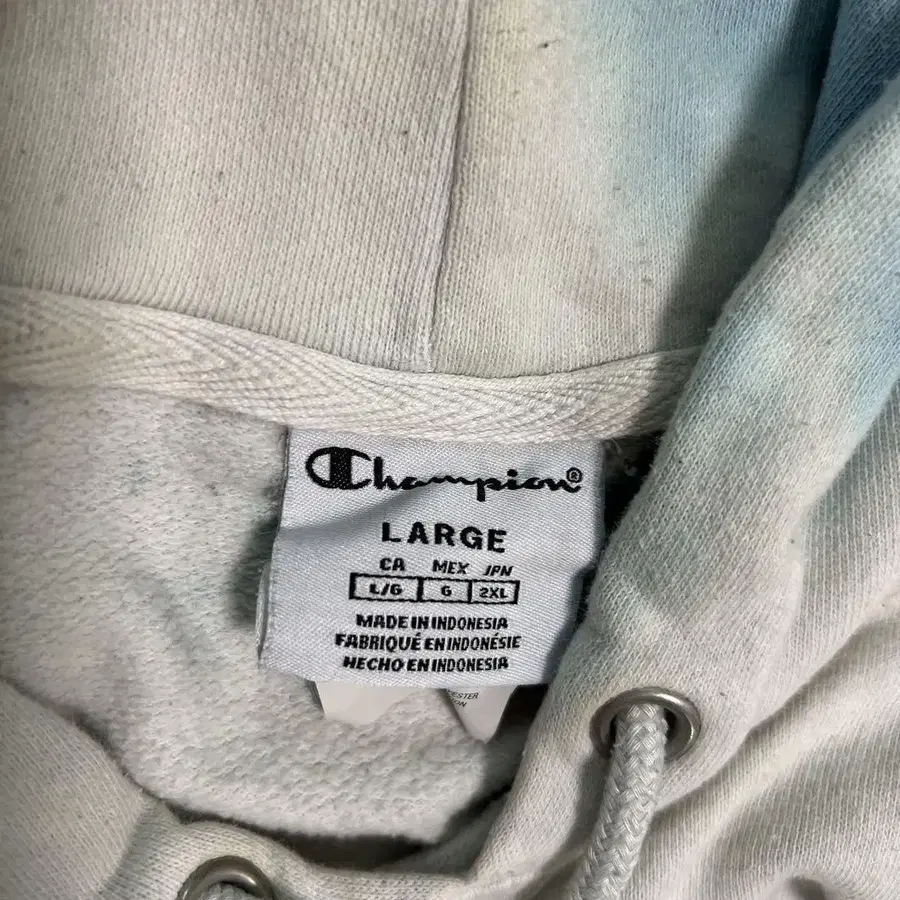 Champion®
LARGE
CA MEX JPN
L/G G 2XL
MADE IN INDONESIA
FABRIQUÉ EN INDONÉSIE
HECHO EN INDONESIA